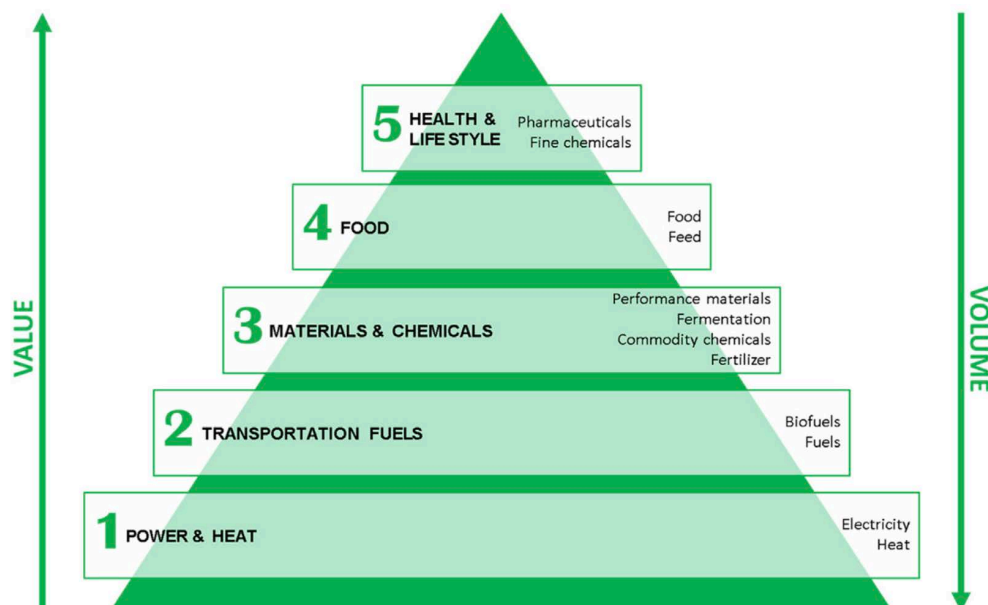 VALUE
VOLUME
5 HEALTH & LIFE STYLE
Pharmaceuticals
Fine chemicals
4 FOOD
Food
Feed
3 MATERIALS & CHEMICALS
Performance materials
Fermentation
Commodity chemicals
Fertilizer
2 TRANSPORTATION FUELS
Biofuels
Fuels
1 POWER & HEAT
Electricity
Heat